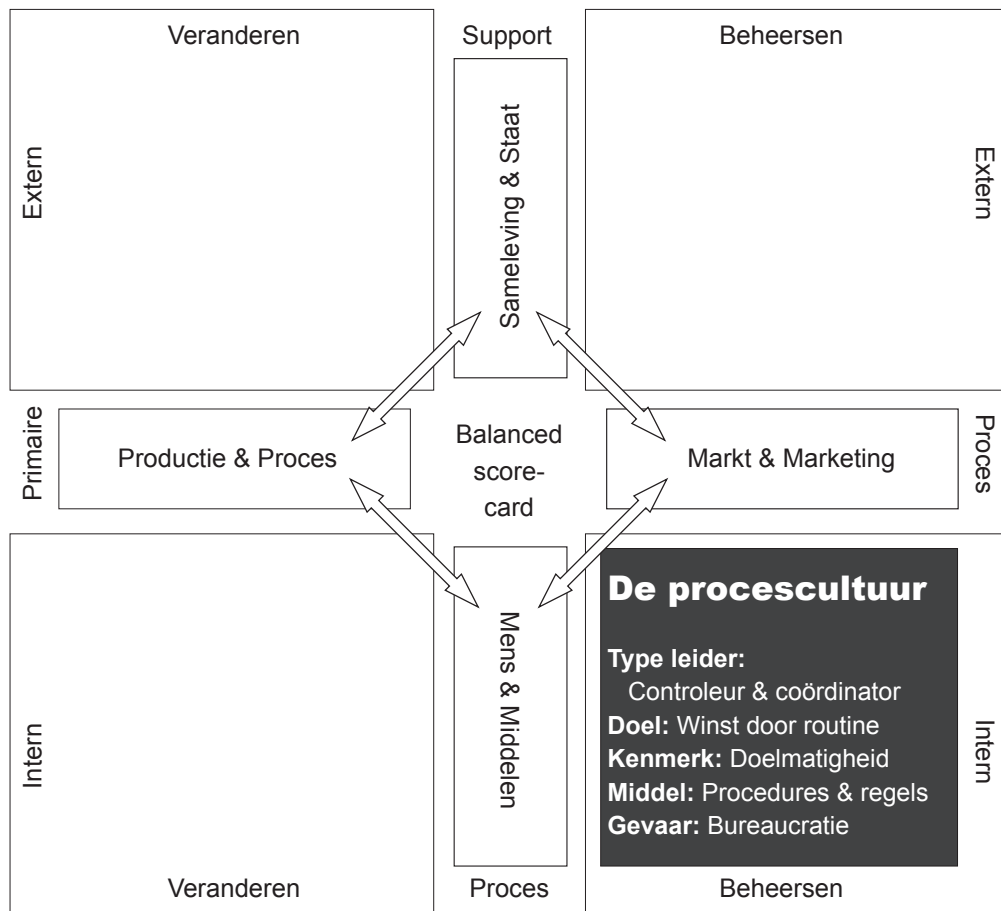 Veranderen
Support
Beheersen
Extern
Sameleving & Staat
Extern
Primaire
Productie & Proces
Balanced
score-
card
Markt & Marketing
Proces
Intern
Mens & Middelen
De procescultuur
Type leider:
Controleur & coördinator
Doel: Winst door routine
Kenmerk: Doelmatigheid
Middel: Procedures & regels
Gevaar: Bureaucratie
Intern
Veranderen
Proces
Beheersen